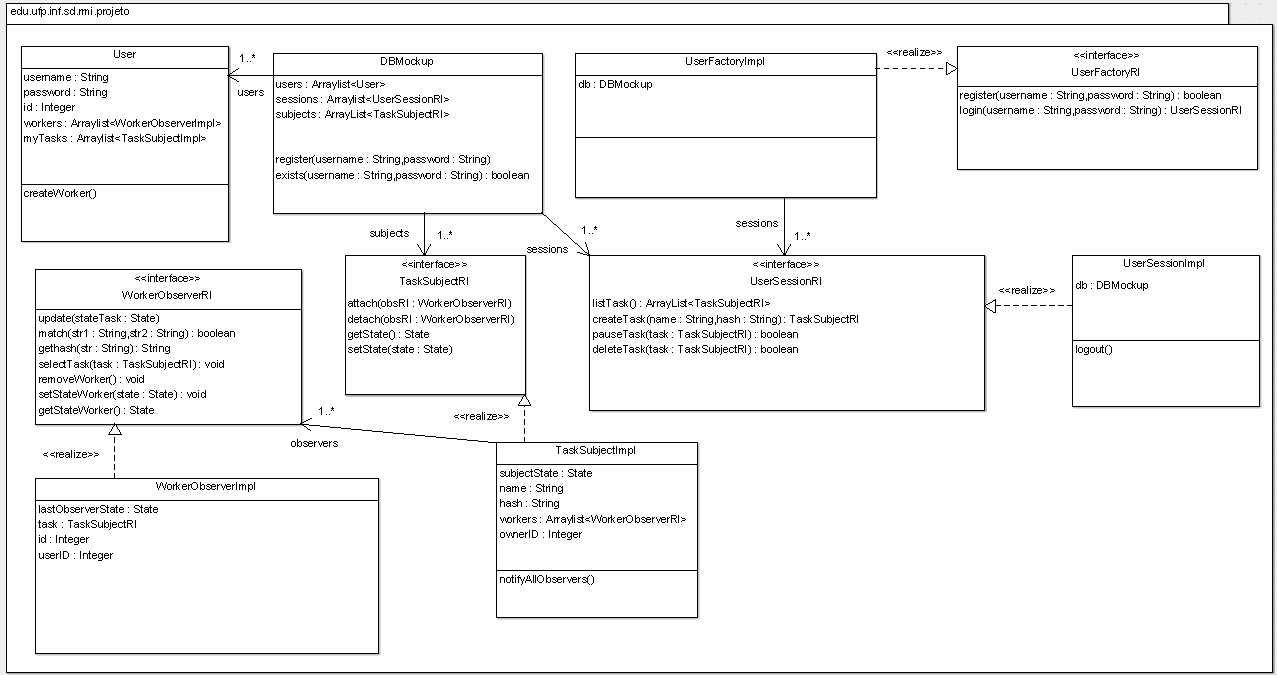 edu.ufp.inf.sd.rmi.projeto
User
username : String
password : String
id : Integer
workers : Arraylist<WorkerObserverImpl>
myTasks : Arraylist<TaskSubjectImpl>
createWorker()
1..*
users
DBMockup
users : Arraylist<User>
sessions : Arraylist<UserSessionRI>
subjects : ArrayList<TaskSubjectRI>
register(username : String,password : String)
exists(username : String,password : String) : boolean
UserFactoryImpl
db : DBMockup
<<realize>>
<<interface>>
UserFactoryRI
register(username : String,password : String) : boolean
login(username : String,password : String) : UserSessionRI
subjects
1..*
sessions
1..*
sessions
1..*
<<interface>>
WorkerObserverRI
update(stateTask : State)
match(str1 : String,str2 : String) : boolean
gethash(str : String) : String
selectTask(task : TaskSubjectRI) : void
removeWorker() : void
setStateWorker(state : State) : void
getStateWorker() : State
<<interface>>
TaskSubjectRI
attach(obsRI : WorkerObserverRI)
detach(obsRI : WorkerObserverRI)
getState() : State
setState(state : State)
<<interface>>
UserSessionRI
listTask() : ArrayList<TaskSubjectRI>
createTask(name : String,hash : String) : TaskSubjectRI
pauseTask(task : TaskSubjectRI) : boolean
deleteTask(task : TaskSubjectRI) : boolean
<<realize>>
UserSessionImpl
db : DBMockup
logout()
1..*
observers
<<realize>>
<<realize>>
WorkerObserverImpl
lastObserverState : State
task : TaskSubjectRI
id : Integer
userID : Integer
TaskSubjectImpl
subjectState : State
name : String
hash : String
workers : Arraylist<WorkerObserverRI>
ownerID : Integer
notifyAllObservers()